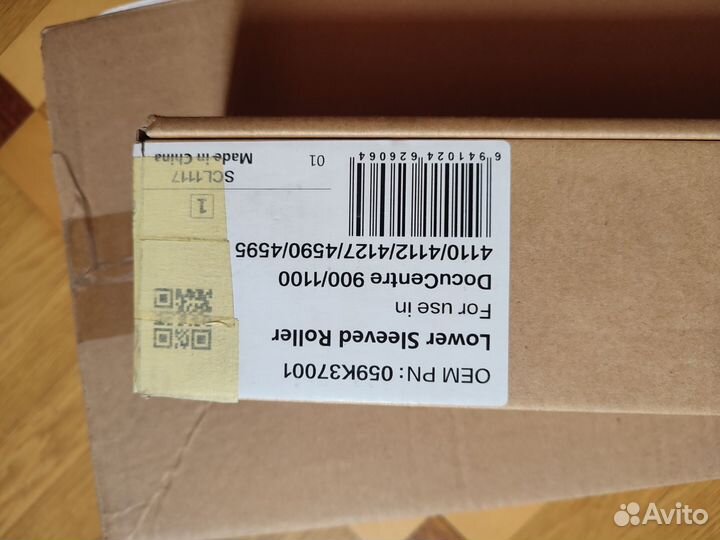 OEM PN: 059K37001
Lower Sleeved Roller
For use in
DocuCentre 900/1100
4110/4112/4127/4590/4595
1
SCL1117
6 941024 626064
01 Made in China
Avito